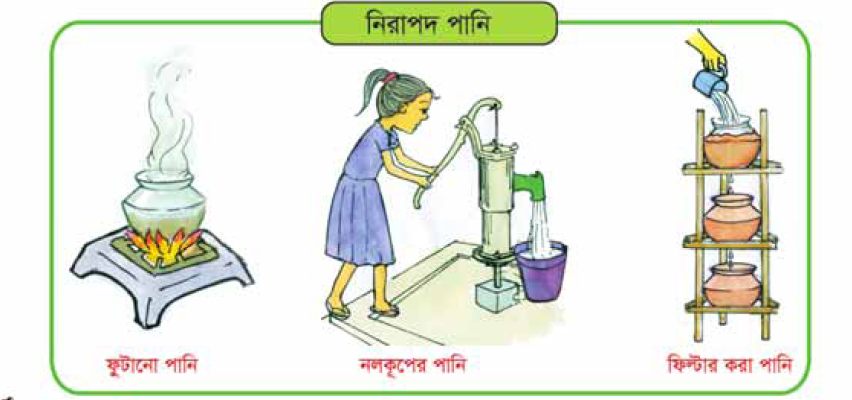 নিরাপদ পানি
ফুটানো পানি
নলকূপের পানি
ফিল্টার করা পানি